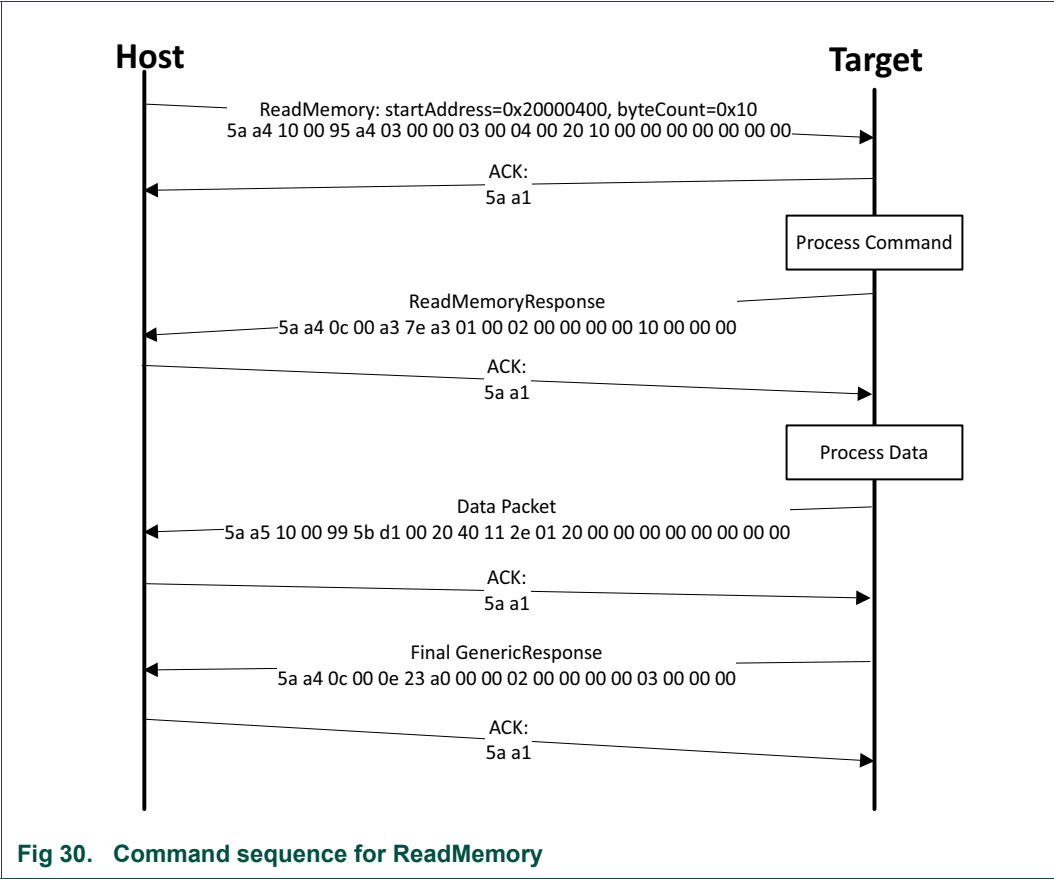 Host
Target
ReadMemory: startAddress=0x20000400, byteCount=0x10
5a a4 10 00 95 a4 03 00 00 03 00 04 00 20 10 00 00 00 00 00 00 00
ACK:
5a a1
Process Command
ReadMemoryResponse
5a a4 0c 00 a3 7e a3 01 00 02 00 00 00 00 10 00 00 00
ACK:
5a a1
Process Data
Data Packet
5a a5 10 00 99 5b d1 00 20 40 11 2e 01 20 00 00 00 00 00 00 00 00
ACK:
5a a1
Final GenericResponse
5a a4 0c 00 0e 23 a0 00 00 02 00 00 00 00 03 00 00 00
ACK:
5a a1
Fig 30. Command sequence for ReadMemory